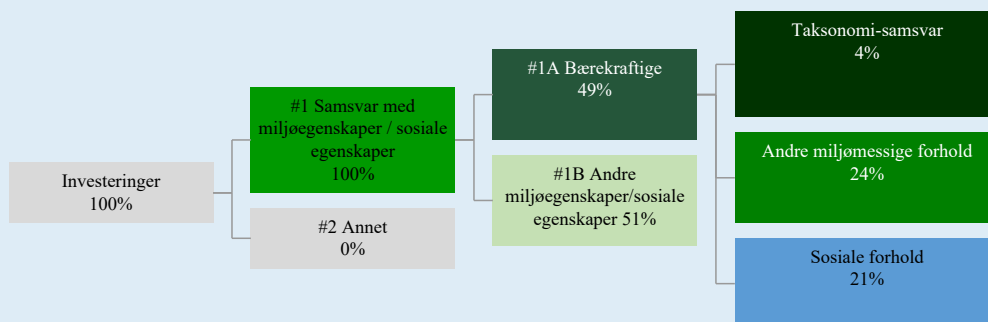 Investeringer
100%
#1 Samsvar med
miljøegenskaper / sosiale
egenskaper
100%
#2 Annet
0%
#1A Bærekraftige
49%
#1B Andre
miljøegenskaper/sosiale
egenskaper 51%
Taksonomi-samsvar
4%
Andre miljømessige forhold
24%
Sosiale forhold
21%